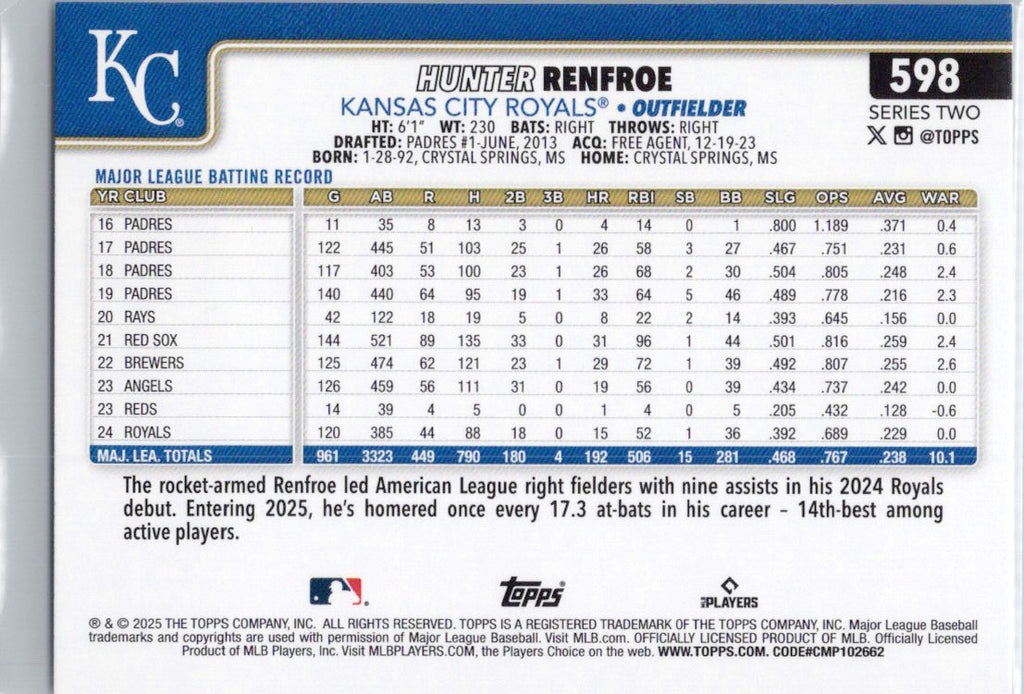 KC®
HUNTER RENFROE
598
KANSAS CITY ROYALS® • OUTFIELDER
SERIES TWO
HT: 6'1" WT: 230 BATS: RIGHT THROWS: RIGHT
@TOPPS
DRAFTED: PADRES #1-JUNE, 2013 ACQ: FREE AGENT, 12-19-23
BORN: 1-28-92, CRYSTAL SPRINGS, MS HOME: CRYSTAL SPRINGS, MS
MAJOR LEAGUE BATTING RECORD
YR CLUB G AB R H 2B 3B HR RBI SB BB SLG OPS AVG WAR
16 PADRES 11 35 8 13 3 0 4 14 0 1 .800 1.189 .371 0.4
17 PADRES 122 445 51 103 25 1 26 58 3 27 .467 .751 .231 0.6
18 PADRES 117 403 53 100 23 1 26 68 2 30 .504 .805 .248 2.4
19 PADRES 140 440 64 95 19 1 33 64 5 46 .489 .778 .216 2.3
20 RAYS 42 122 18 19 5 0 8 22 2 14 .393 .645 .156 0.0
21 RED SOX 144 521 89 135 33 0 31 96 1 44 .501 .816 .259 2.4
22 BREWERS 125 474 62 121 23 1 29 72 1 39 .492 .807 .255 2.6
23 ANGELS 126 459 56 111 31 0 19 56 0 39 .434 .737 .242 0.0
23 REDS 14 39 4 5 0 0 1 4 0 5 .205 .432 .128 -0.6
24 ROYALS 120 385 44 88 18 0 15 52 1 36 .392 .689 .229 0.0
MAJ. LEA. TOTALS 961 3323 449 790 180 4 192 506 15 281 .468 .767 .238 10.1
The rocket-armed Renfroe led American League right fielders with nine assists in his 2024 Royals
debut. Entering 2025, he's homered once every 17.3 at-bats in his career – 14th-best among
active players.
TOPPS®
PLAYERS
® & © 2025 THE TOPPS COMPANY, INC. ALL RIGHTS RESERVED. TOPPS IS A REGISTERED TRADEMARK OF THE TOPPS COMPANY, INC. Major League Baseball
trademarks and copyrights are used with permission of Major League Baseball. Visit MLB.com. OFFICIALLY LICENSED PRODUCT OF MLB. Officially Licensed
Product of MLB Players, Inc. Visit MLBPLAYERS.COM, the Players Choice on the web. WWW.TOPPS.COM. CODE#CMP102662